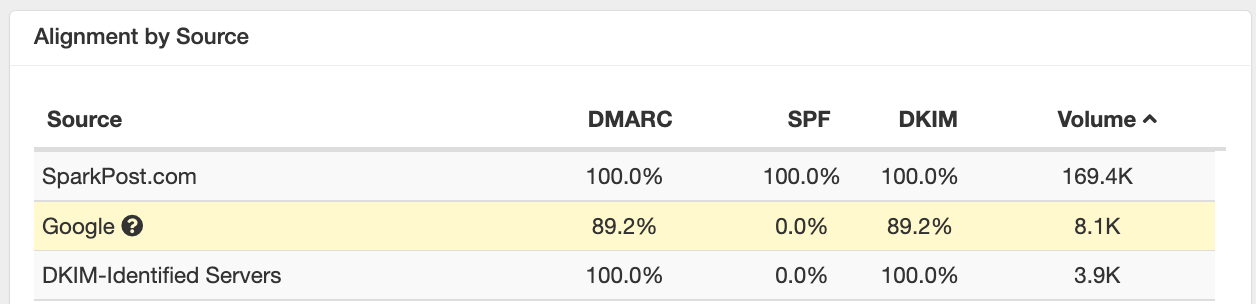 Alignment by Source
Source DMARC SPF DKIM Volume
SparkPost.com 100.0% 100.0% 100.0% 169.4K
Google ? 89.2% 0.0% 89.2% 8.1K
DKIM-Identified Servers 100.0% 0.0% 100.0% 3.9K